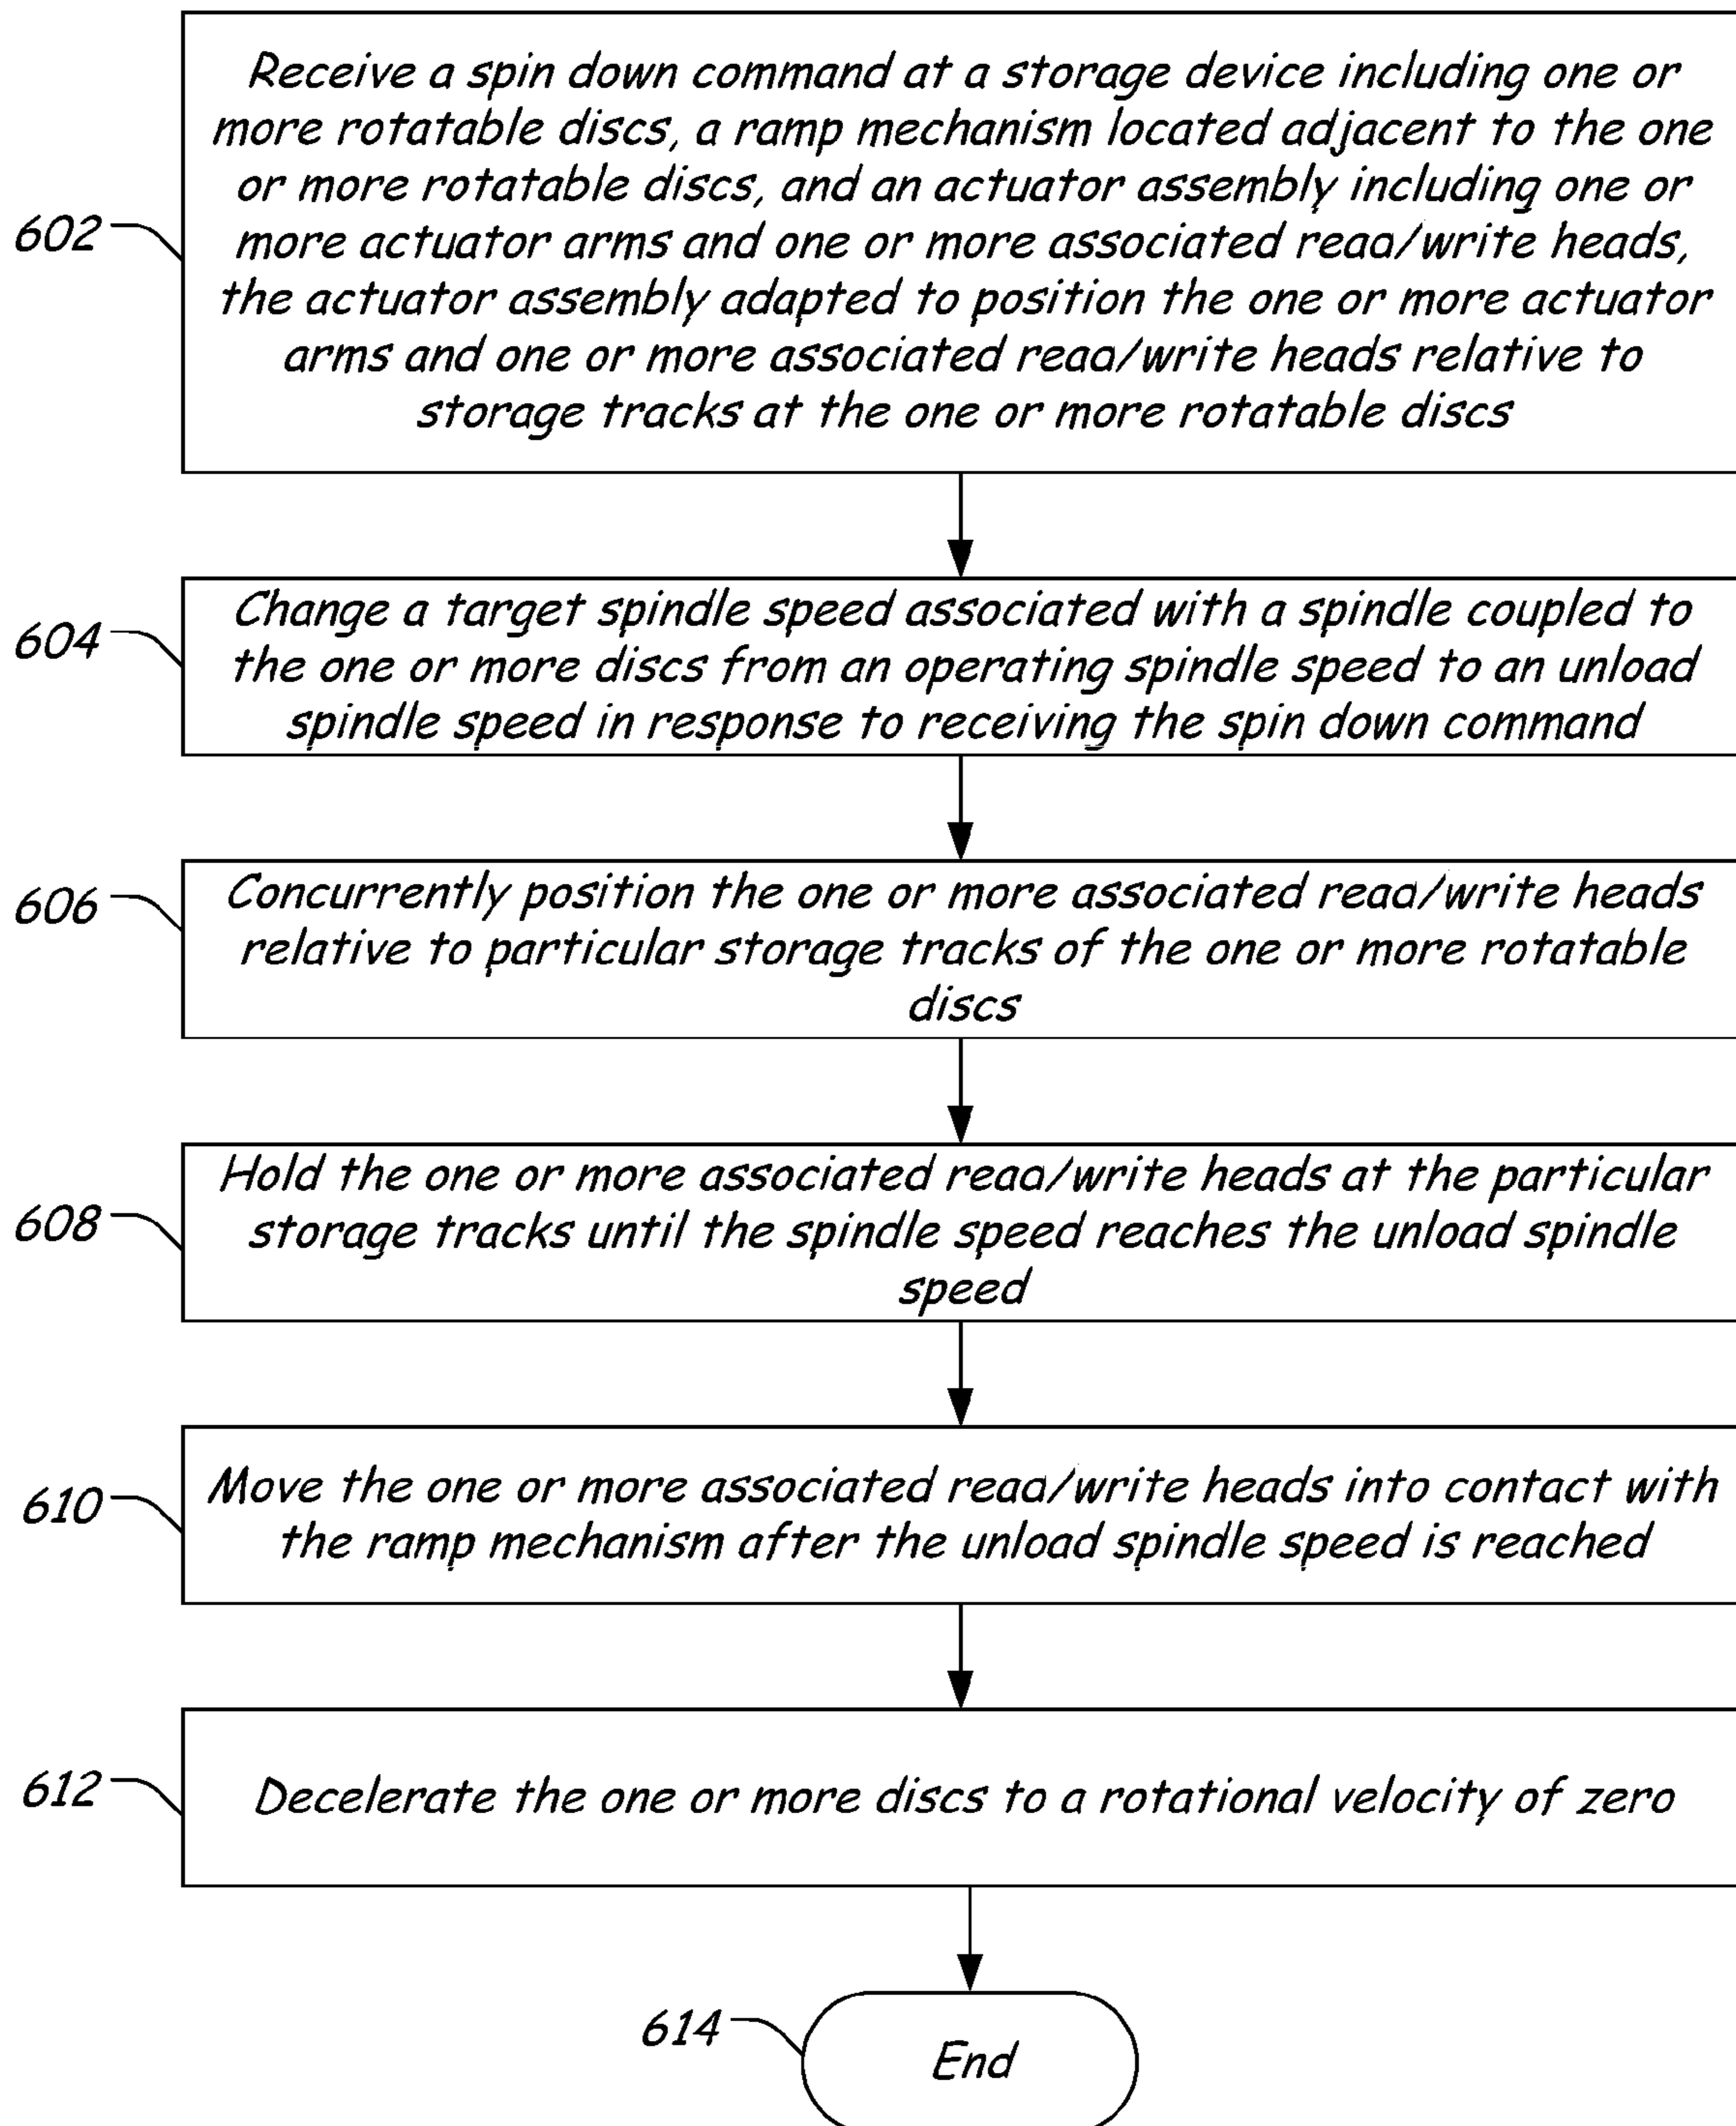 Receive a spin down command at a storage device including one or
more rotatable discs, a ramp mechanism located adjacent to the one
or more rotatable discs, and an actuator assembly including one or
more actuator arms and one or more associated read/write heads,
the actuator assembly adapted to position the one or more actuator
arms and one or more associated read/write heads relative to
storage tracks at the one or more rotatable discs
602
Change a target spindle speed associated with a spindle coupled to
the one or more discs from an operating spindle speed to an unload
spindle speed in response to receiving the spin down command
604
Concurrently position the one or more associated read/write heads
relative to particular storage tracks of the one or more rotatable
discs
606
Hold the one or more associated read/write heads at the particular
storage tracks until the spindle speed reaches the unload spindle
speed
608
Move the one or more associated read/write heads into contact with
the ramp mechanism after the unload spindle speed is reached
610
Decelerate the one or more discs to a rotational velocity of zero
612
End
614